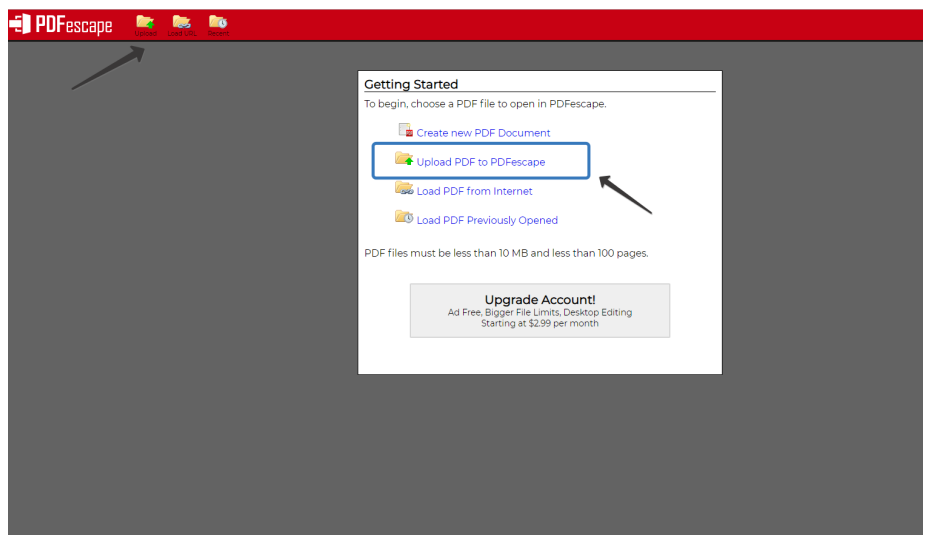 PDFescape
Upload Load URL Recent
Getting Started
To begin, choose a PDF file to open in PDFescape.
Create new PDF Document
Upload PDF to PDFescape
Load PDF from Internet
Load PDF Previously Opened
PDF files must be less than 10 MB and less than 100 pages.
Upgrade Account!
Ad Free, Bigger File Limits, Desktop Editing
Starting at $2.99 per month